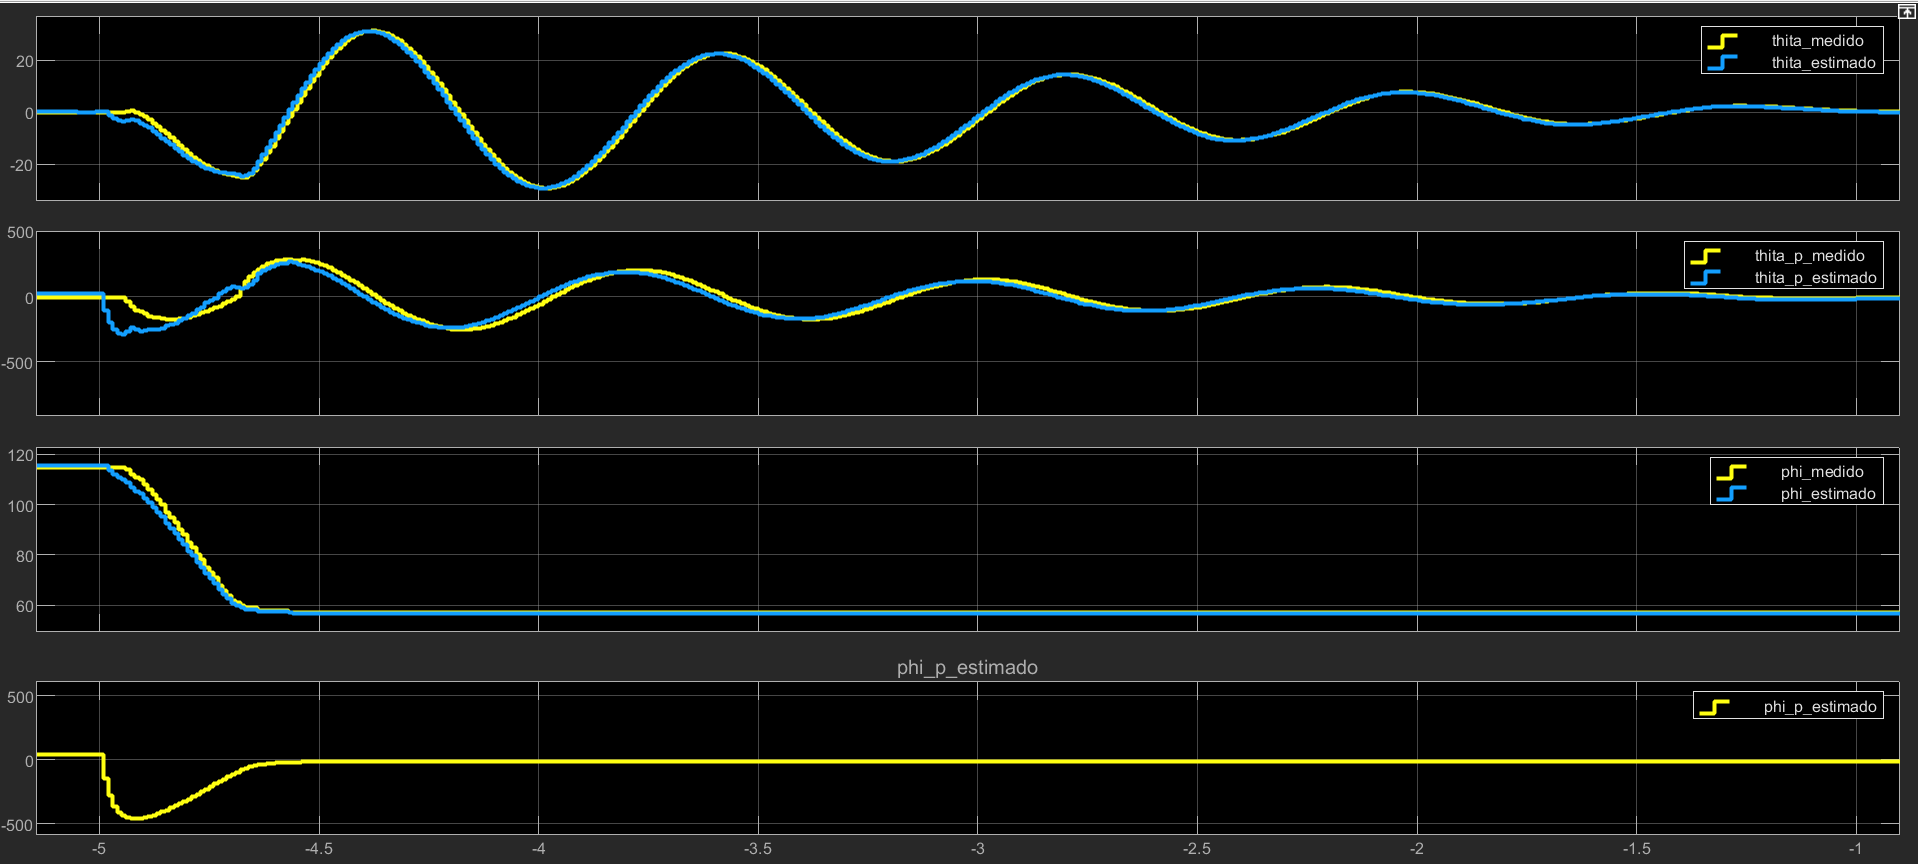 20
0
-20
thita_medido
thita_estimado
500
0
-500
thita_p_medido
thita_p_estimado
120
100
80
60
phi_medido
phi_estimado
phi_p_estimado
500
0
-500
phi_p_estimado
-5 -4.5 -4 -3.5 -3 -2.5 -2 -1.5 -1